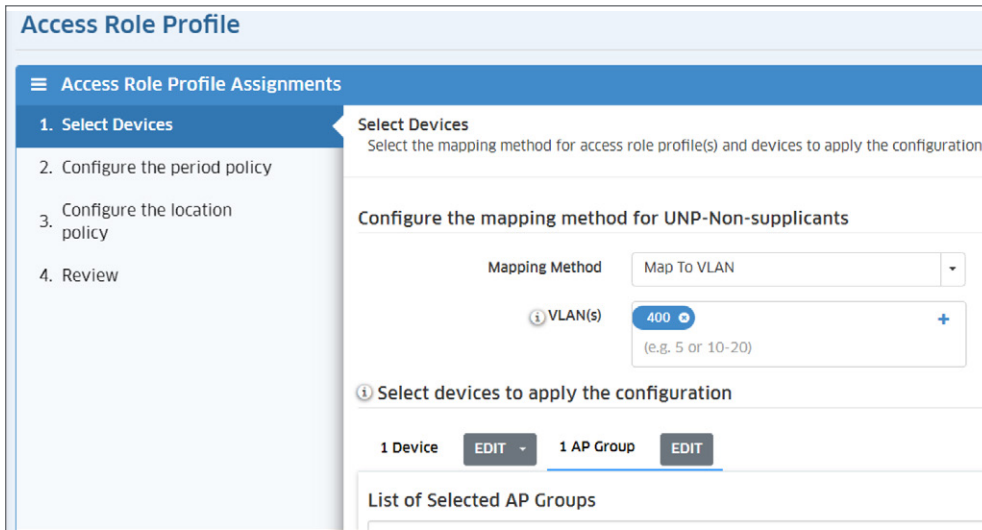 Access Role Profile
Access Role Profile Assignments
1. Select Devices
2. Configure the period policy
3. Configure the location
policy
4. Review
Select Devices
Select the mapping method for access role profile(s) and devices to apply the configuration
Configure the mapping method for UNP-Non-supplicants
Mapping Method Map To VLAN
VLAN(s) 400
(e.g. 5 or 10-20)
Select devices to apply the configuration
1 Device EDIT 1 AP Group EDIT
List of Selected AP Groups